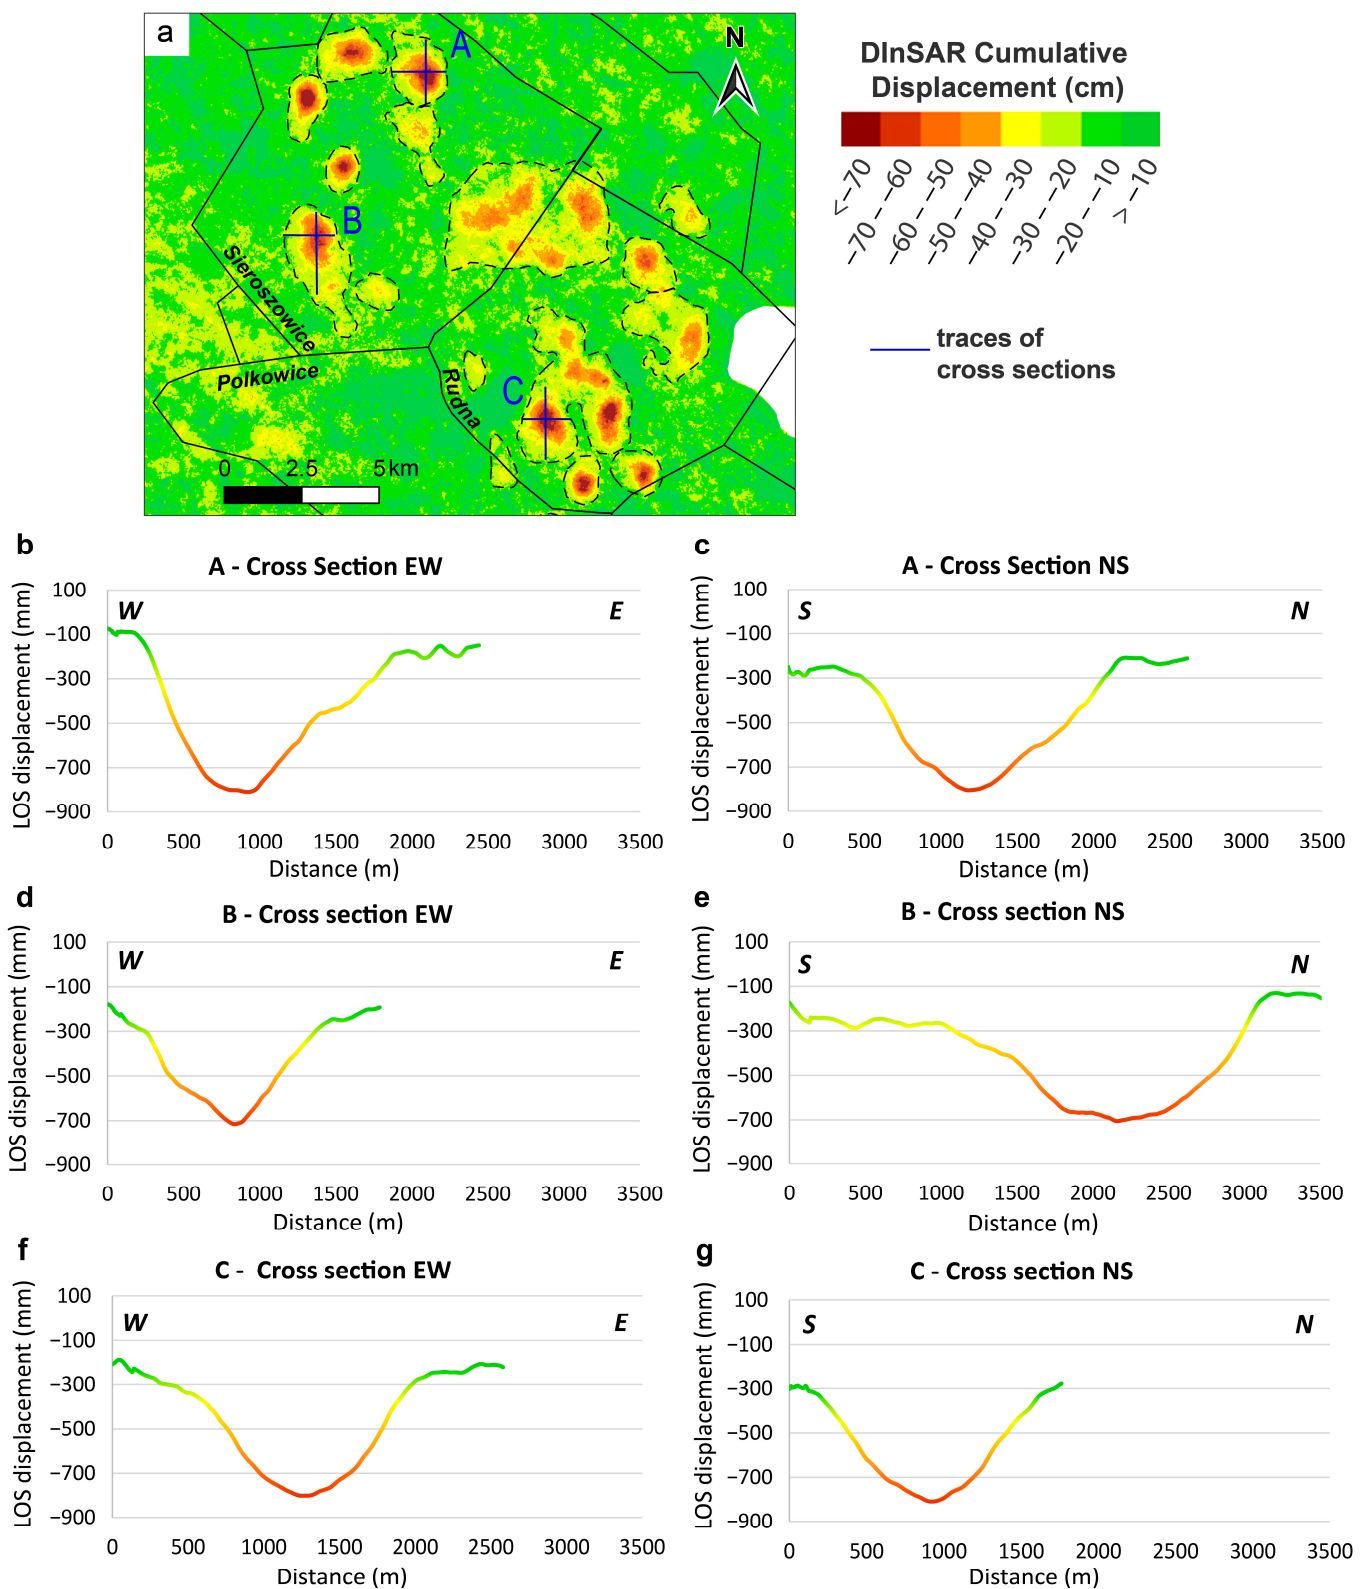 a
A
B
C
N
Sieroszowice
Polkowice
Rudna
0 2.5 5km
DInSAR Cumulative
Displacement (cm)
<−70
−70−−60
−60−−50
−50−−40
−40−−30
−30−−20
−20−−10
>−10
traces of
cross sections
b
A - Cross Section EW
LOS displacement (mm)
100
−100
−300
−500
−700
−900
W E
0 500 1000 1500 2000 2500 3000 3500
Distance (m)
c
A - Cross Section NS
LOS displacement (mm)
100
−100
−300
−500
−700
−900
S N
0 500 1000 1500 2000 2500 3000 3500
Distance (m)
d
B - Cross section EW
LOS displacement (mm)
100
−100
−300
−500
−700
−900
W E
0 500 1000 1500 2000 2500 3000 3500
Distance (m)
e
B - Cross section NS
LOS displacement (mm)
100
−100
−300
−500
−700
−900
S N
0 500 1000 1500 2000 2500 3000 3500
Distance (m)
f
C - Cross section EW
LOS displacement (mm)
100
−100
−300
−500
−700
−900
W E
0 500 1000 1500 2000 2500 3000 3500
Distance (m)
g
C - Cross section NS
LOS displacement (mm)
100
−100
−300
−500
−700
−900
S N
0 500 1000 1500 2000 2500 3000 3500
Distance (m)